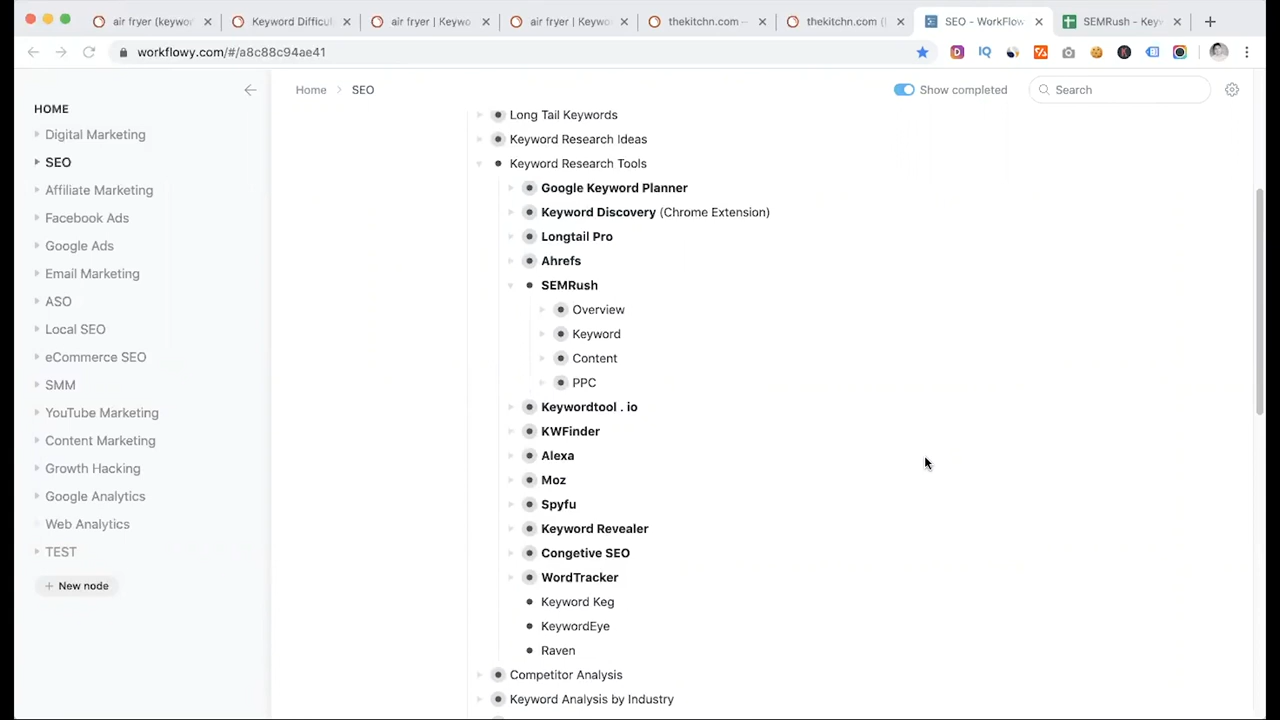 air fryer (keywor
Keyword Difficu
air fryer | Keywo
air fryer | Keywo
thekitchn.com –
thekitchn.com (
SEO - WorkFlow
SEMRush - Key
workflowy.com/#/a8c88c94ae41
IQ
Home > SEO
Show completed
Search
HOME
Digital Marketing
SEO
Affiliate Marketing
Facebook Ads
Google Ads
Email Marketing
ASO
Local SEO
eCommerce SEO
SMM
YouTube Marketing
Content Marketing
Growth Hacking
Google Analytics
Web Analytics
TEST
+ New node
Long Tail Keywords
Keyword Research Ideas
Keyword Research Tools
Google Keyword Planner
Keyword Discovery (Chrome Extension)
Longtail Pro
Ahrefs
SEMRush
Overview
Keyword
Content
PPC
Keywordtool . io
KWFinder
Alexa
Moz
Spyfu
Keyword Revealer
Congetive SEO
WordTracker
Keyword Keg
KeywordEye
Raven
Competitor Analysis
Keyword Analysis by Industry